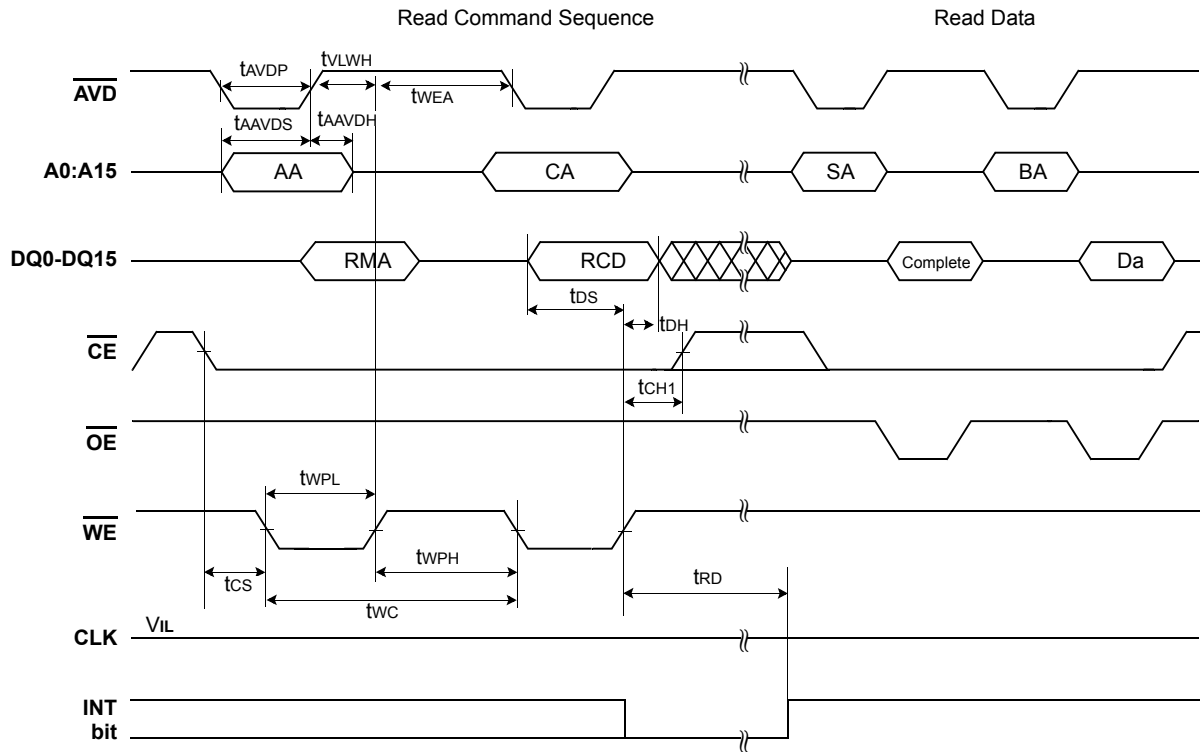 Read Command Sequence Read Data
AVD tAVDP tVLWH tWEA
tAAVDS tAAVDH
A0:A15 AA CA SA BA
DQ0-DQ15 RMA RCD Complete Da
tDS tDH
CE
tCH1
OE
tWPL
WE
tCS tWPH tRD
tWC
CLK VIL
INT
bit